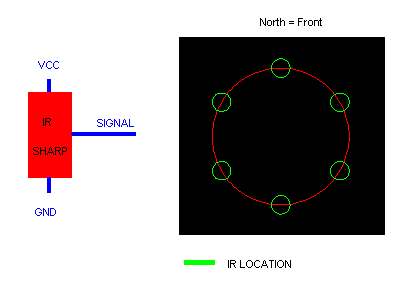 North = Front
VCC
IR
SHARP
SIGNAL
GND
IR LOCATION